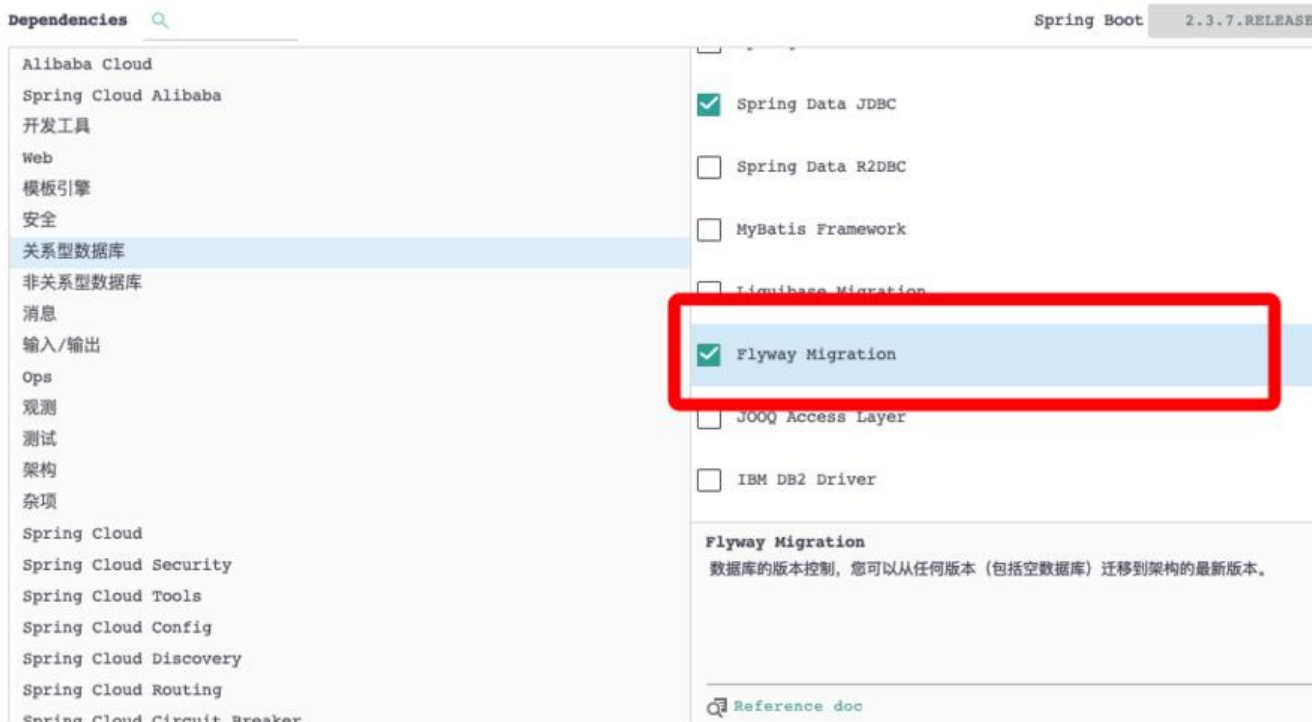 Dependencies
Spring Boot 2.3.7.RELEASE
Alibaba Cloud
Spring Cloud Alibaba
开发工具
Web
模板引擎
安全
关系型数据库
非关系型数据库
消息
输入/输出
Ops
观测
测试
架构
杂项
Spring Cloud
Spring Cloud Security
Spring Cloud Tools
Spring Cloud Config
Spring Cloud Discovery
Spring Cloud Routing
Spring Cloud Circuit Breaker
Spring Data JDBC
Spring Data R2DBC
MyBatis Framework
Liquibase Migration
Flyway Migration
JOOQ Access Layer
IBM DB2 Driver
Flyway Migration
数据库的版本控制，您可以从任何版本（包括空数据库）迁移到架构的最新版本。
Reference doc